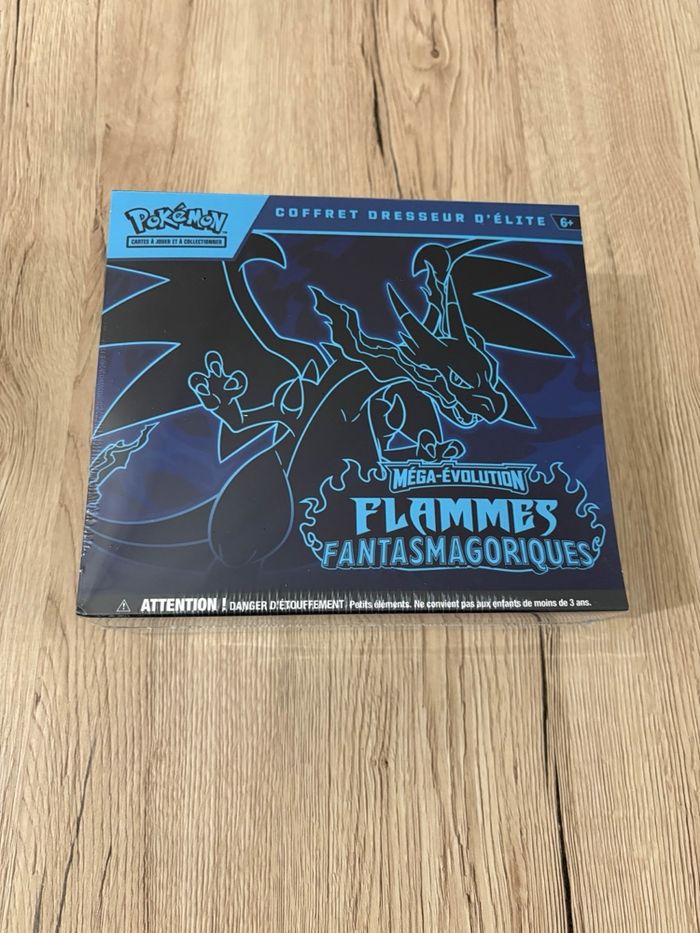 POKÉMON
CARTES À JOUER ET À COLLECTIONNER
COFFRET DRESSEUR D'ÉLITE 6+
MÉGA-ÉVOLUTION
FLAMMES
FANTASMAGORIQUES
ATTENTION ! DANGER D'ÉTOUFFEMENT. Petits éléments. Ne convient pas aux enfants de moins de 3 ans.